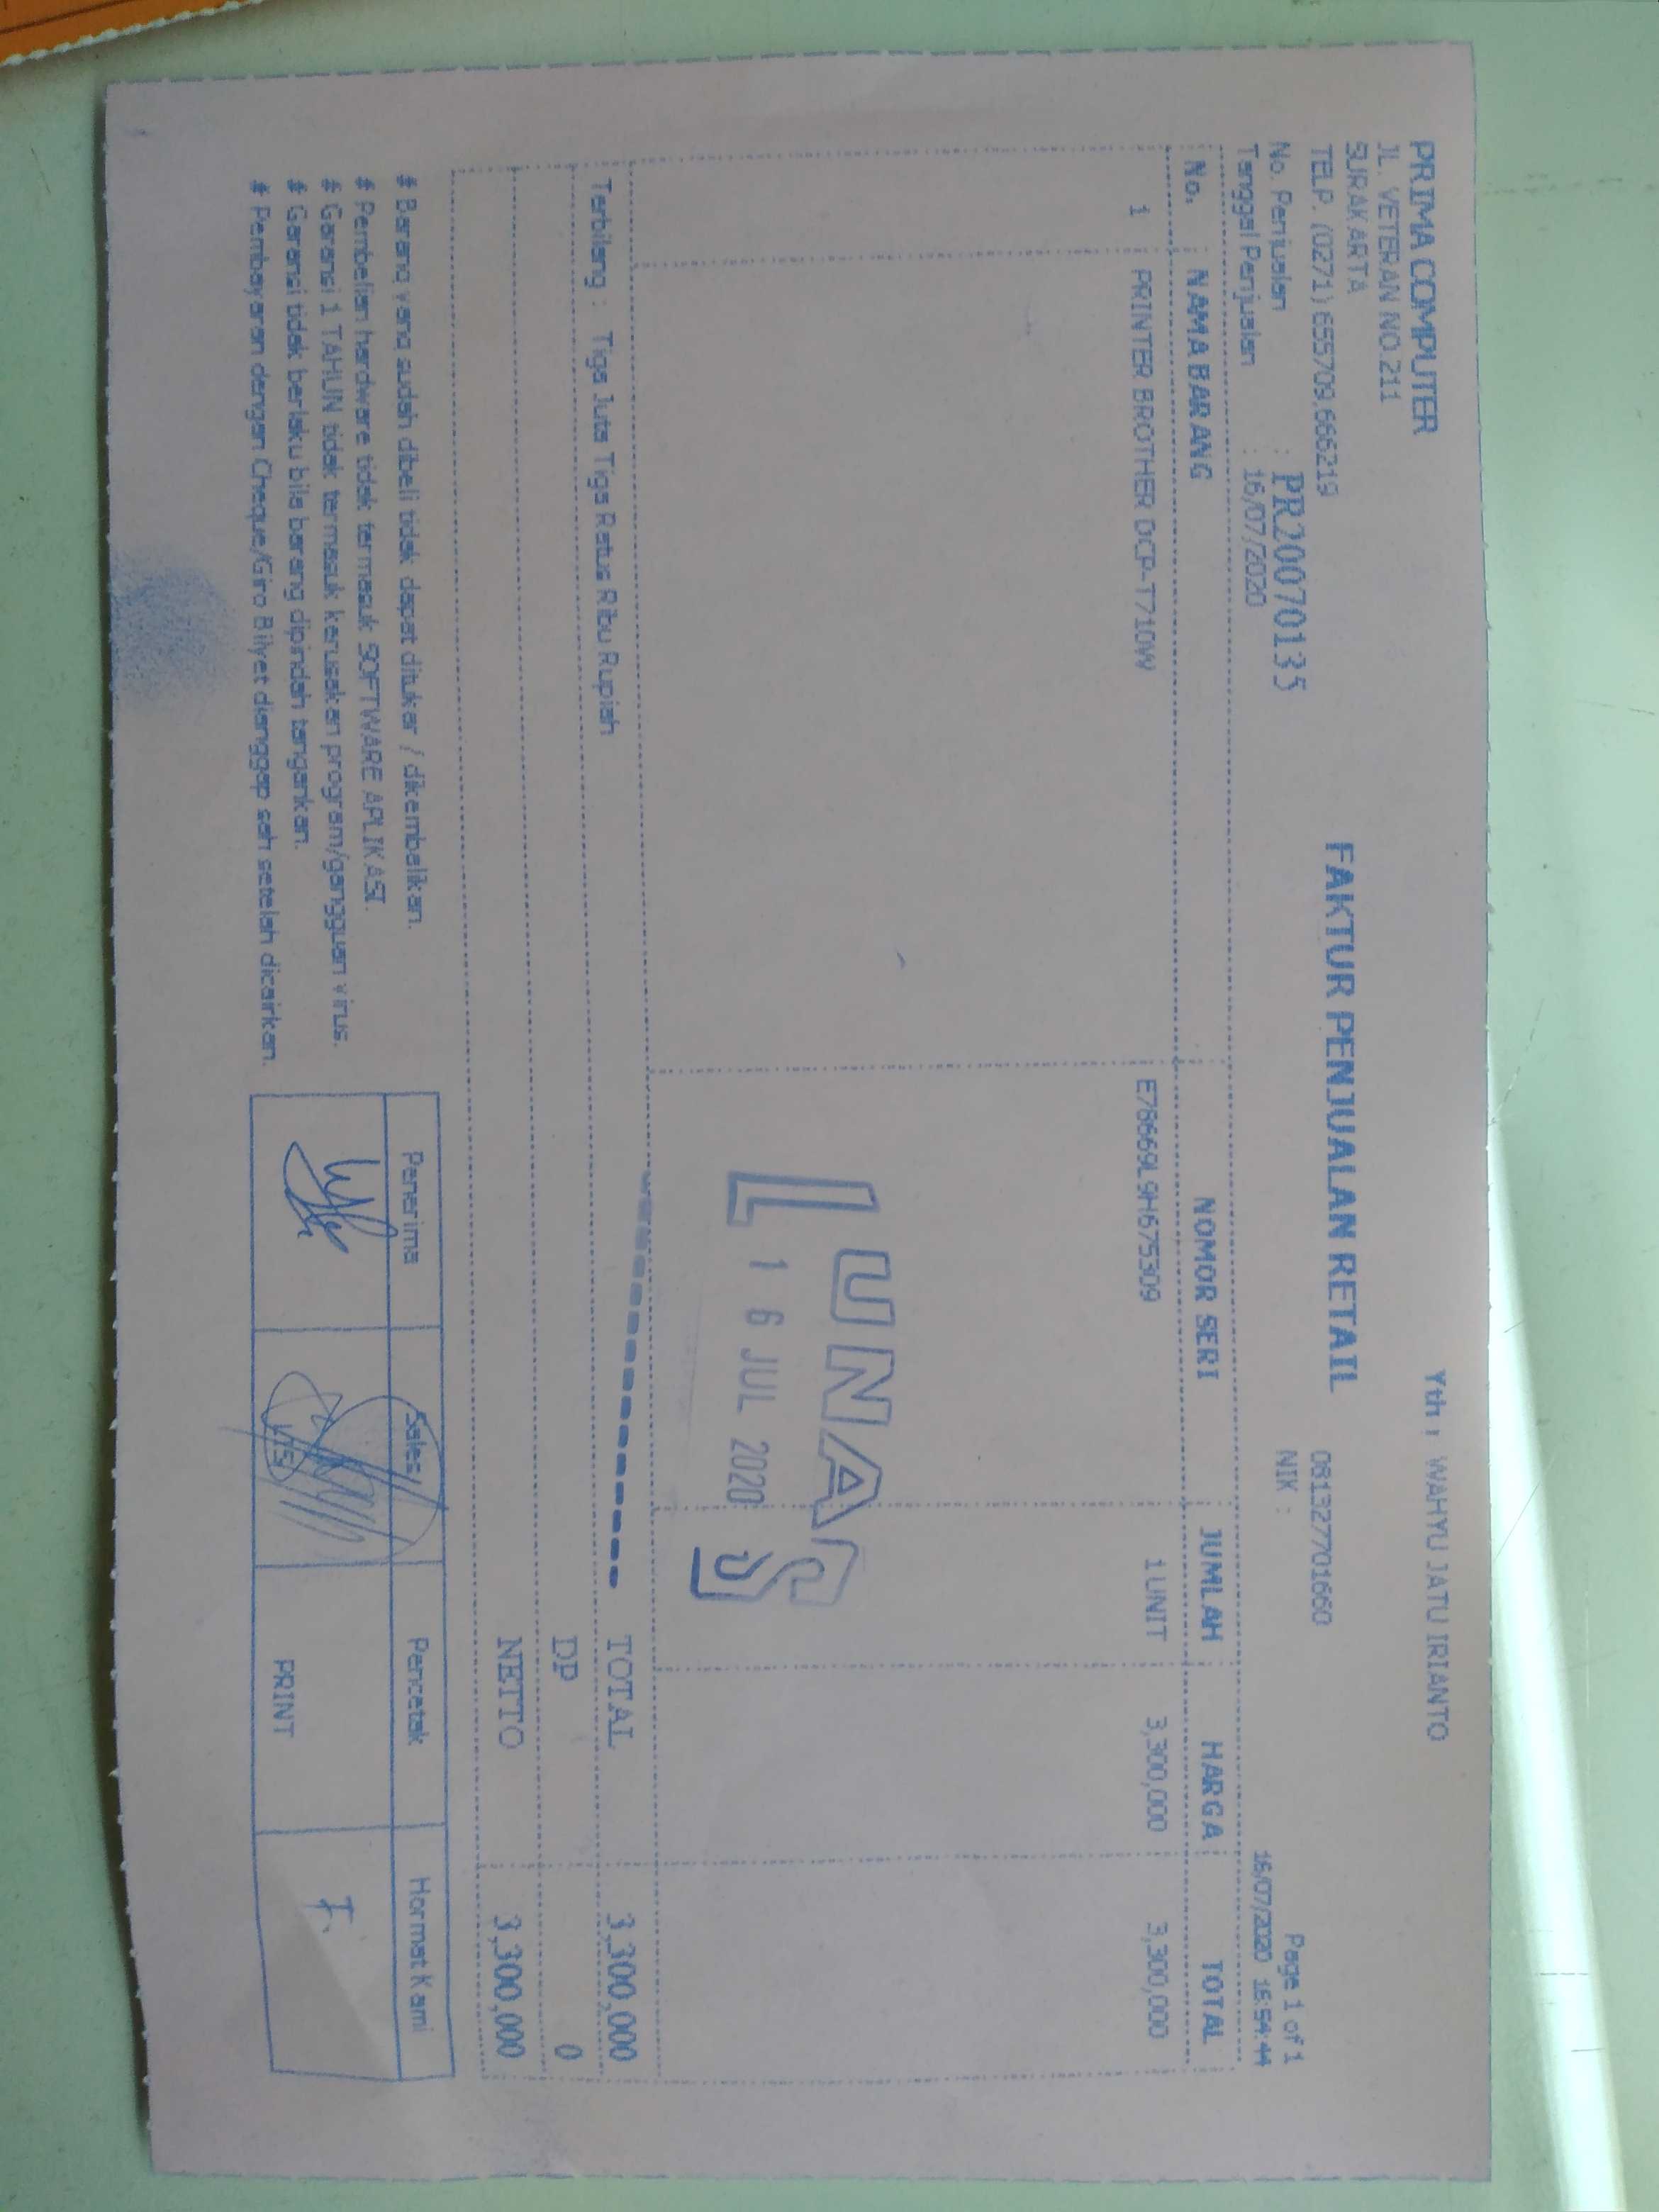 PRIMA COMPUTER
JL. VETERAN NO.211
SURAKARTA
TELP. (0271) 655709,666219
Yth : WAHYU JATU IRIANTO
081327701660
NIK :
FAKTUR PENJUALAN RETAIL
No. Penjualan : PR20070135
Tanggal Penjualan : 16/07/2020
Page 1 of 1
16/07/2020 16:54:44
No. NAMA BARANG NOMOR SERI JUMLAH HARGA TOTAL
1 PRINTER BROTHER DCP-T710W E78669L9H675309 1 UNIT 3,300,000 3,300,000
LUNAS
16 JUL 2020
Terbilang : Tiga Juta Tiga Ratus Ribu Rupiah
TOTAL 3,300,000
DP 0
NETTO 3,300,000
# Barang yang sudah dibeli tidak dapat ditukar / dikembalikan.
# Pembelian hardware tidak termasuk SOFTWARE APLIKASI.
# Garansi 1 TAHUN tidak termasuk kerusakan program/gangguan virus.
# Garansi tidak berlaku bila barang dipindah tangankan.
# Pembayaran dengan Cheque/Giro Bilyet dianggap sah setelah dicairkan.
Penerima Sales Pencetak Hormat Kami
PRINT